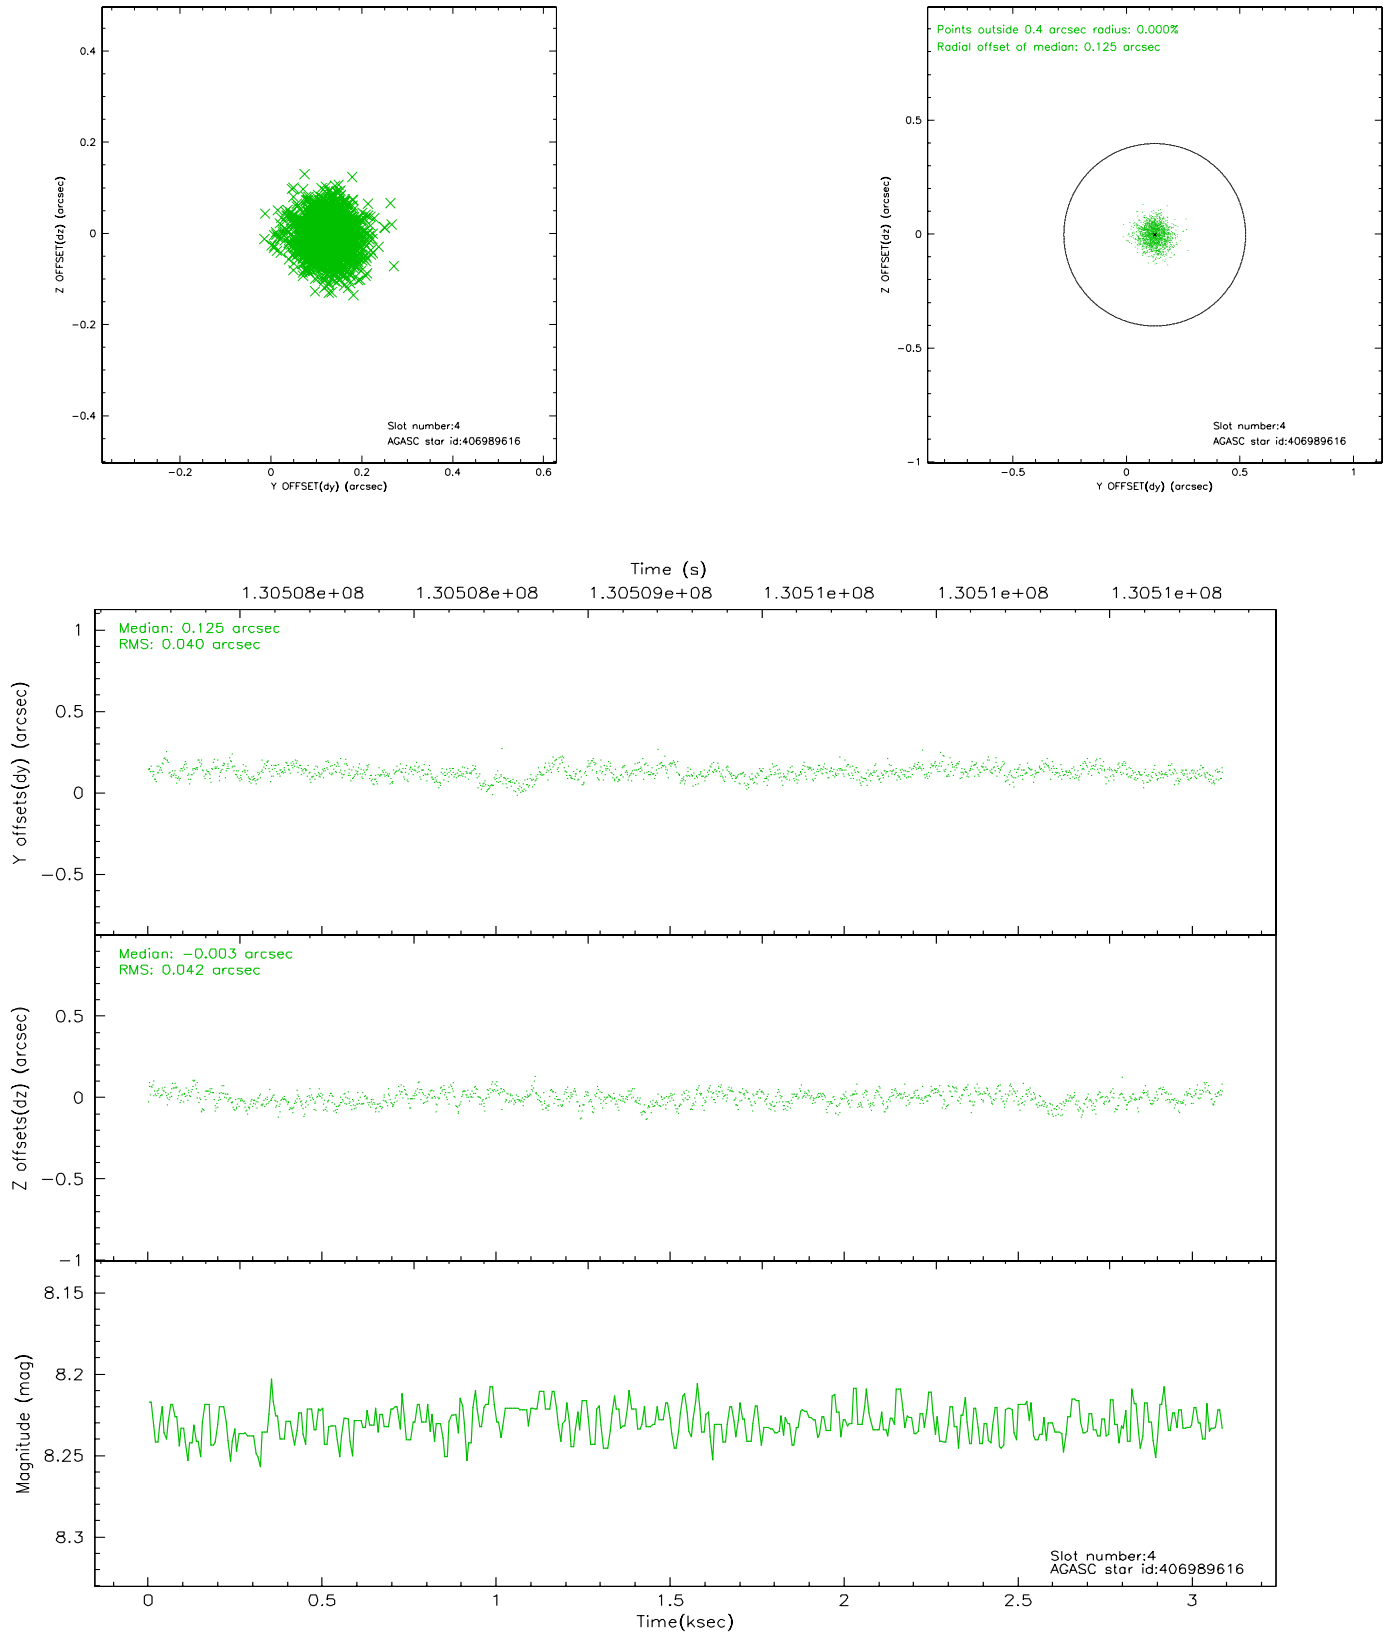 0.4
0.2
0
−0.2
−0.4
Z OFFSET(dz) (arcsec)
Slot number:4
AGASC star id:406989616
−0.2 0 0.2 0.4 0.6
Y OFFSET(dy) (arcsec)
Points outside 0.4 arcsec radius: 0.000%
Radial offset of median: 0.125 arcsec
0.5
0
−0.5
−1
Z OFFSET(dz) (arcsec)
Slot number:4
AGASC star id:406989616
−0.5 0 0.5 1
Y OFFSET(dy) (arcsec)
Time (s)
1.30508e+08 1.30508e+08 1.30509e+08 1.3051e+08 1.3051e+08 1.3051e+08
Median: 0.125 arcsec
RMS: 0.040 arcsec
1
0.5
0
−0.5
Y offsets(dy) (arcsec)
Median: −0.003 arcsec
RMS: 0.042 arcsec
0.5
0
−0.5
−1
Z offsets(dz) (arcsec)
8.15
8.2
8.25
8.3
Magnitude (mag)
Slot number:4
AGASC star id:406989616
0 0.5 1 1.5 2 2.5 3
Time(ksec)